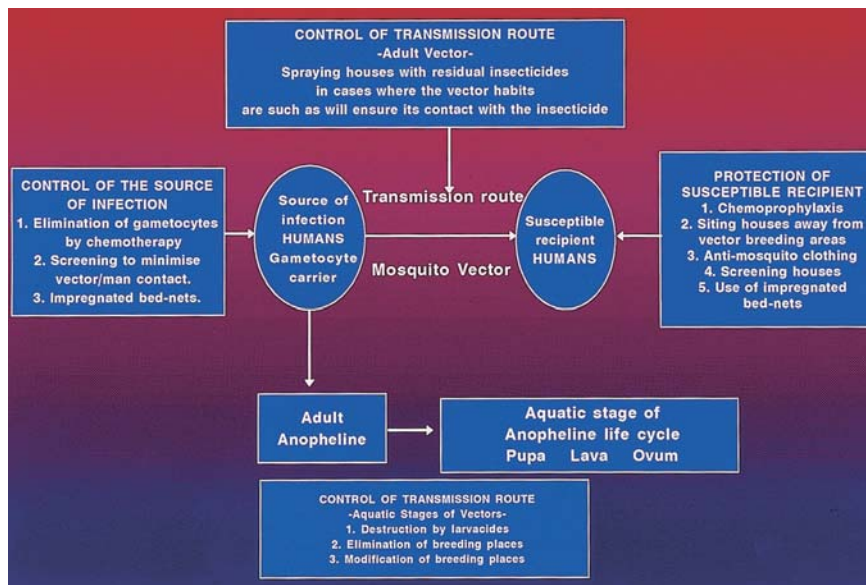 CONTROL OF TRANSMISSION ROUTE
-Adult Vector-
Spraying houses with residual insecticides
in cases where the vector habits
are such as will ensure its contact with the insecticide
CONTROL OF THE SOURCE
OF INFECTION
1. Elimination of gametocytes
by chemotherapy
2. Screening to minimise
vector/man contact.
3. Impregnated bed-nets.
Source of
infection
HUMANS
Gametocyte
carrier
Transmission route
Mosquito Vector
Susceptible
recipient
HUMANS
PROTECTION OF
SUSCEPTIBLE RECIPIENT
1. Chemoprophylaxis
2. Siting houses away from
vector breeding areas
3. Anti-mosquito clothing
4. Screening houses
5. Use of impregnated
bed-nets
Adult
Anopheline
Aquatic stage of
Anopheline life cycle
Pupa Lava Ovum
CONTROL OF TRANSMISSION ROUTE
-Aquatic Stages of Vectors-
1. Destruction by larvacides
2. Elimination of breeding places
3. Modification of breeding places